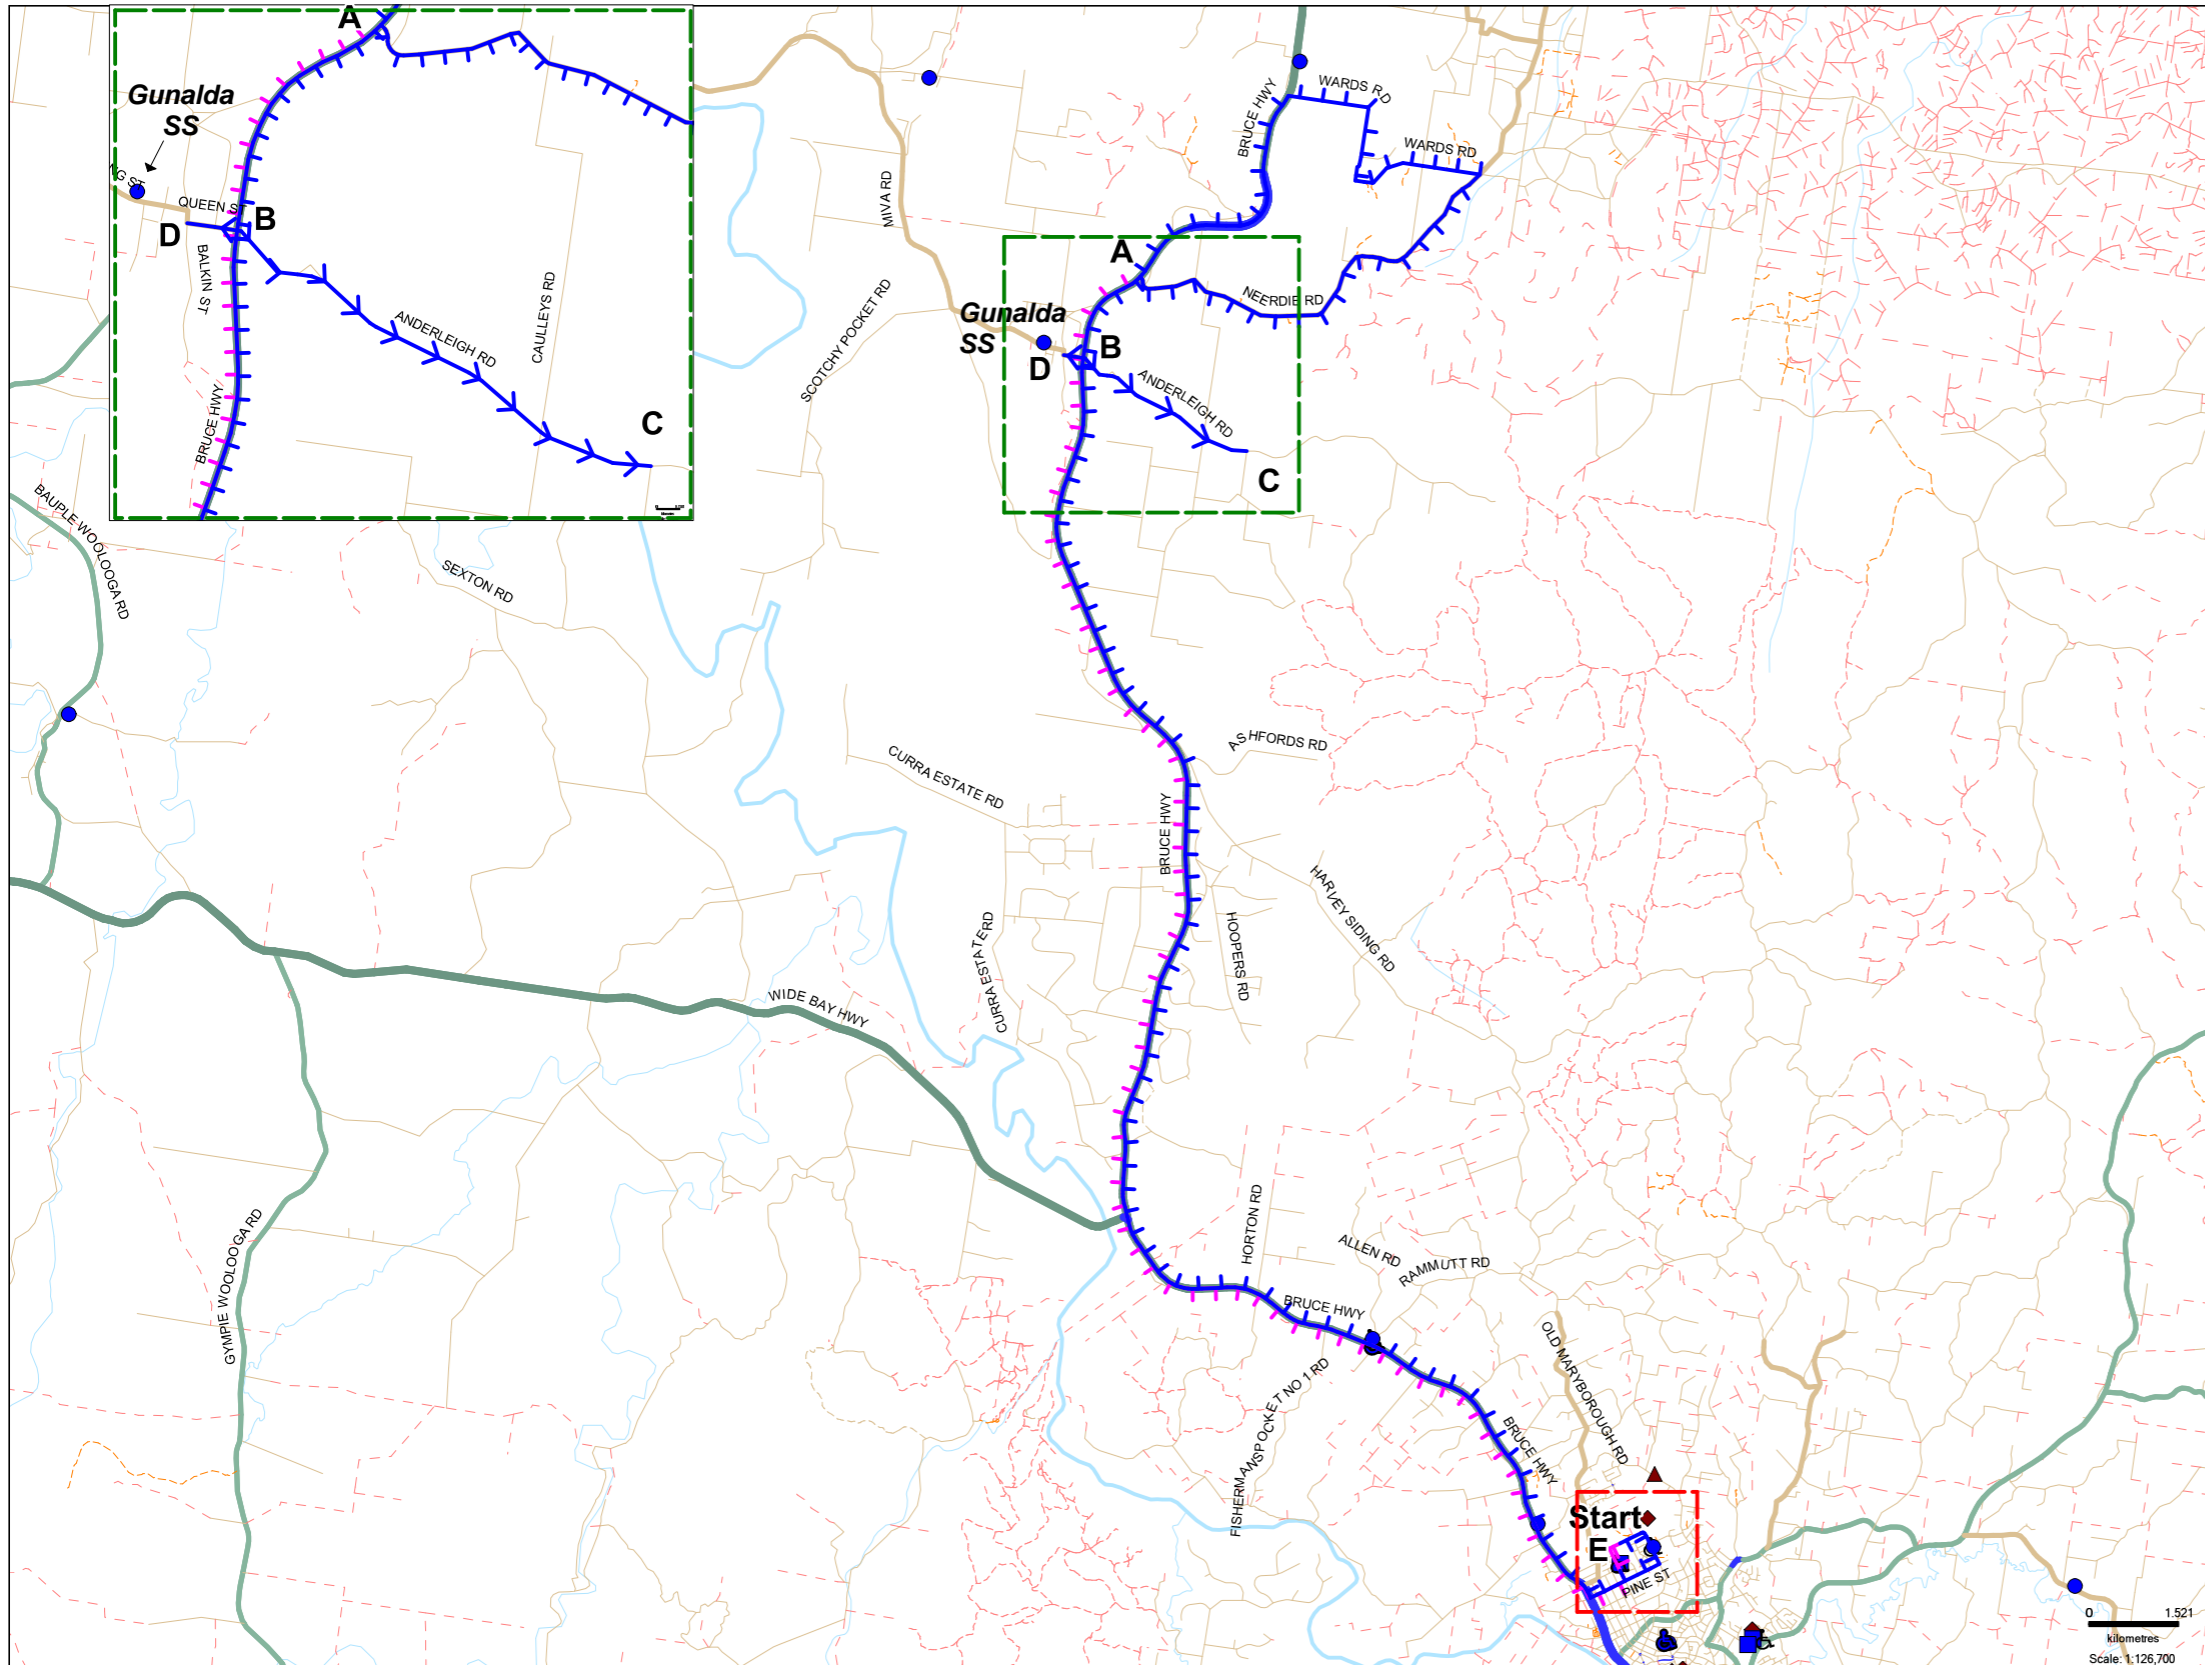 A
Gunalda
SS
QUEEN ST
D
B
BALKIN ST
ANDERLEIGH RD
CAULLEYS RD
BRUCE HWY
C
BRUCE HWY
WARDS RD
WARDS RD
MIVA RD
A
NEERDIE RD
SCOTCHY POCKET RD
Gunalda
SS
B
D
ANDERLEIGH RD
C
BAUPLE WOOLOOGA RD
SEXTON RD
ASHFORDS RD
CURRA ESTATE RD
BRUCE HWY
HARVEY SIDING RD
HOOPERS RD
CURRA ESTATE RD
WIDE BAY HWY
GYMPIE WOOLOOGA RD
HORTON RD
ALLEN RD
RAMMUTT RD
BRUCE HWY
OLD MARYBOROUGH RD
FISHERMANS POCKET NO 1 RD
BRUCE HWY
Start
E
PINE ST
0 1.521
kilometres
Scale: 1:126,700